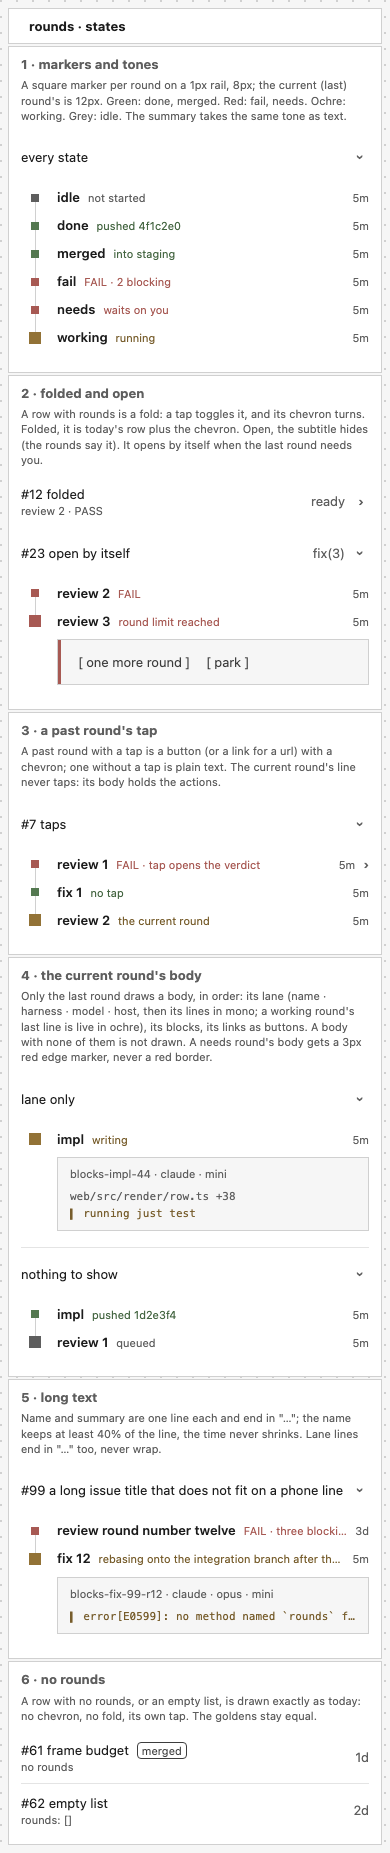 rounds · states
1 · markers and tones
A square marker per round on a 1px rail, 8px; the current (last)
round's is 12px. Green: done, merged. Red: fail, needs. Ochre:
working. Grey: idle. The summary takes the same tone as text.
every state
idle not started 5m
done pushed 4f1c2e0 5m
merged into staging 5m
fail FAIL · 2 blocking 5m
needs waits on you 5m
working running 5m
2 · folded and open
A row with rounds is a fold: a tap toggles it, and its chevron turns.
Folded, it is today's row plus the chevron. Open, the subtitle hides
(the rounds say it). It opens by itself when the last round needs
you.
#12 folded ready ›
review 2 · PASS
#23 open by itself fix(3)
review 2 FAIL 5m
review 3 round limit reached 5m
[ one more round ] [ park ]
3 · a past round's tap
A past round with a tap is a button (or a link for a url) with a
chevron; one without a tap is plain text. The current round's line
never taps: its body holds the actions.
#7 taps
review 1 FAIL · tap opens the verdict 5m ›
fix 1 no tap 5m
review 2 the current round 5m
4 · the current round's body
Only the last round draws a body, in order: its lane (name ·
harness · model · host, then its lines in mono; a working round's
last line is live in ochre), its blocks, its links as buttons. A body
with none of them is not drawn. A needs round's body gets a 3px
red edge marker, never a red border.
lane only
impl writing 5m
blocks-impl-44 · claude · mini
web/src/render/row.ts +38
running just test
nothing to show
impl pushed 1d2e3f4 5m
review 1 queued 5m
5 · long text
Name and summary are one line each and end in "…"; the name
keeps at least 40% of the line, the time never shrinks. Lane lines
end in "…" too, never wrap.
#99 a long issue title that does not fit on a phone line
review round number twelve FAIL · three blocki… 3d
fix 12 rebasing onto the integration branch after th… 5m
blocks-fix-99-r12 · claude · opus · mini
error[E0599]: no method named `rounds` f…
6 · no rounds
A row with no rounds, or an empty list, is drawn exactly as today:
no chevron, no fold, its own tap. The goldens stay equal.
#61 frame budget merged 1d
no rounds
#62 empty list 2d
rounds: []